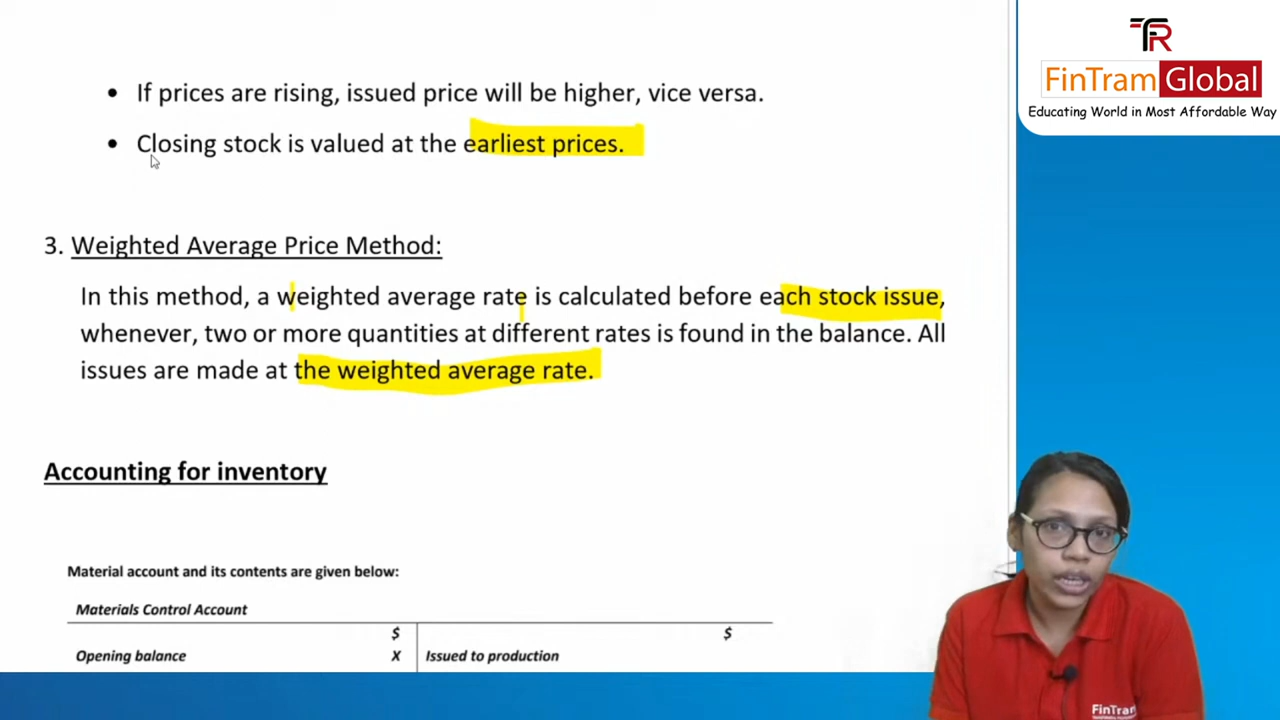 TR
FinTram Global
Educating World in Most Affordable Way
• If prices are rising, issued price will be higher, vice versa.
• Closing stock is valued at the earliest prices.
3. Weighted Average Price Method:
In this method, a weighted average rate is calculated before each stock issue,
whenever, two or more quantities at different rates is found in the balance. All
issues are made at the weighted average rate.
Accounting for inventory
Material account and its contents are given below:
Materials Control Account
$ $
Opening balance X Issued to production
FinTram